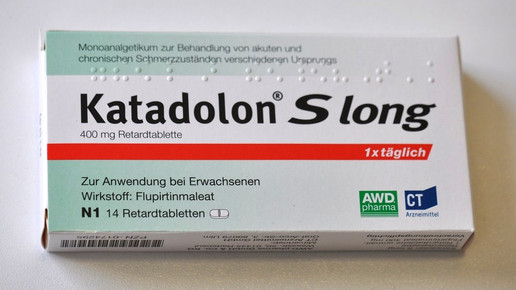 Monoanalgetikum zur Behandlung von akuten und
chronischen Schmerzzuständen verschiedenen Ursprungs
Katadolon® S long
400 mg Retardtablette
1x täglich
Zur Anwendung bei Erwachsenen
Wirkstoff: Flupirtinmaleat
N1 14 Retardtabletten
AWD
pharma
CT
Arzneimittel